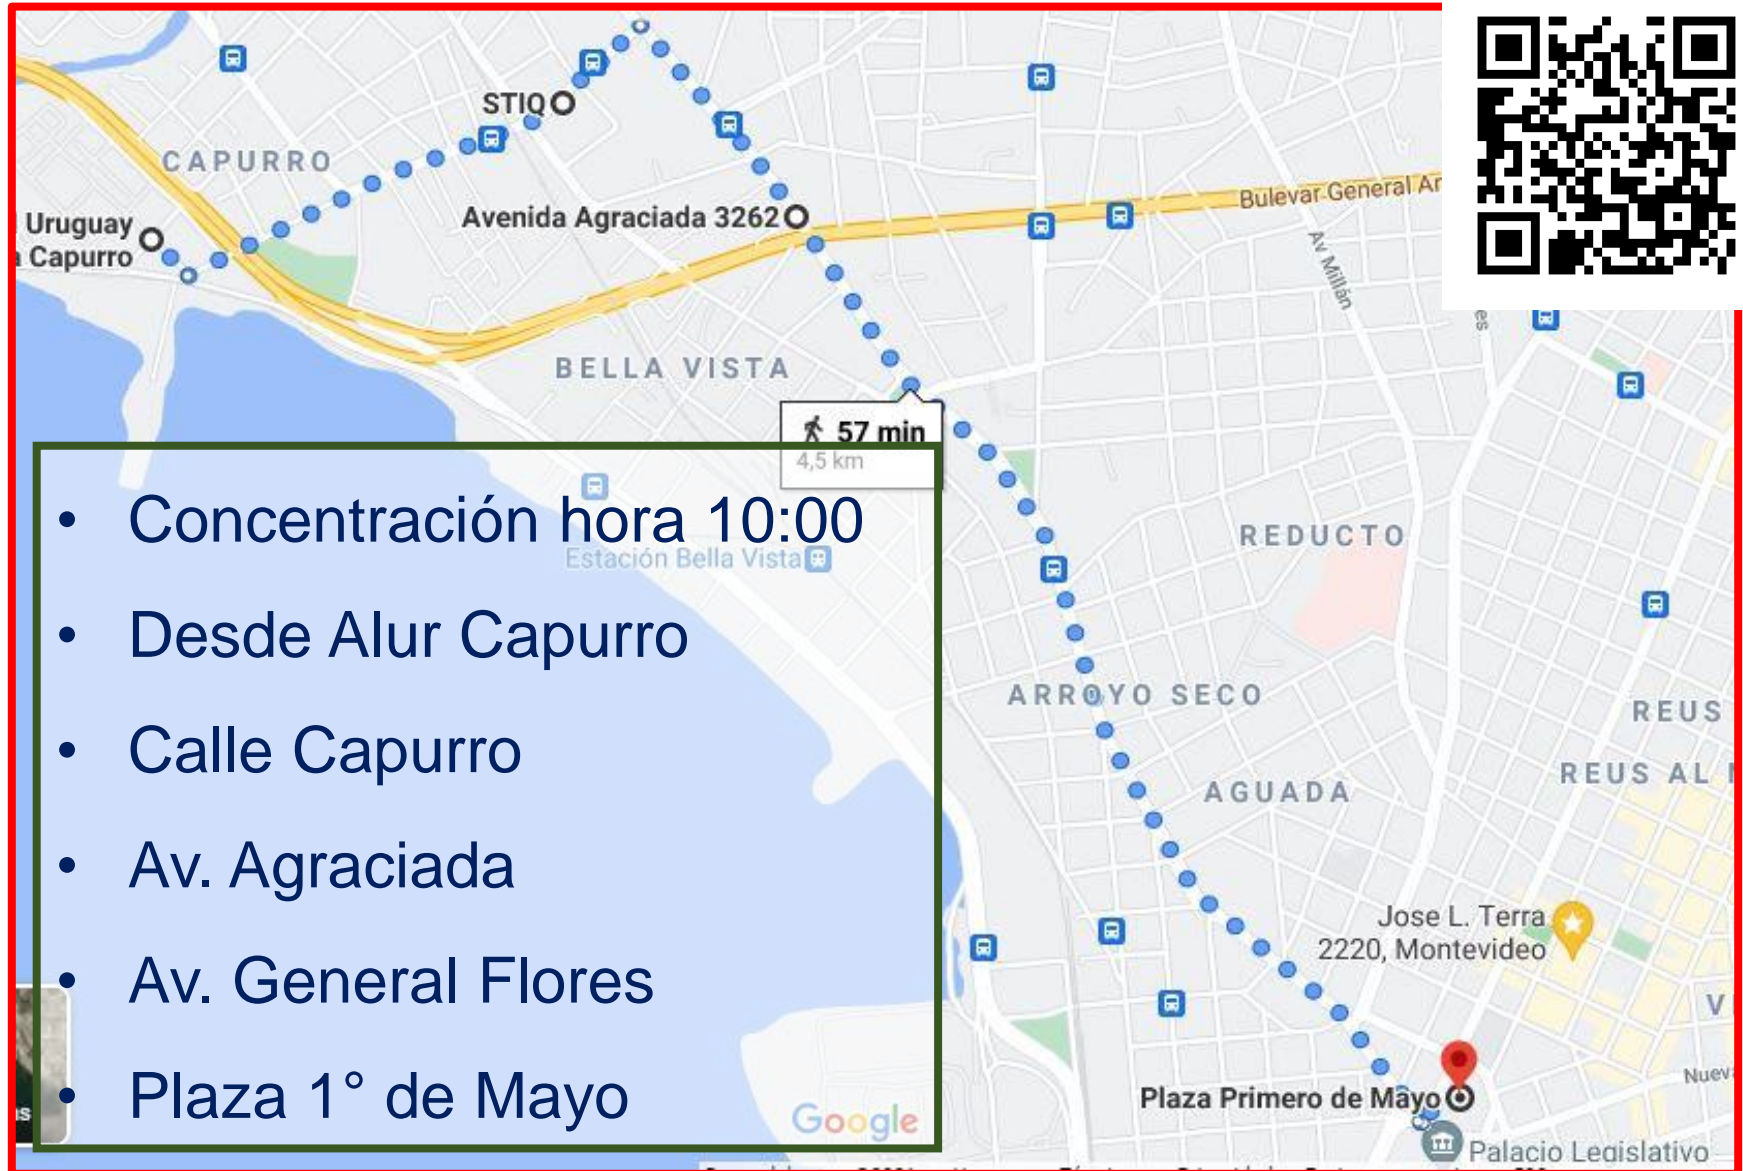 STIQ
CAPURRO
Bulevar General Ar
Uruguay
Capurro
Avenida Agraciada 3262
Av Millán
es
BELLA VISTA
57 min
4,5 km
• Concentración hora 10:00
Estación Bella Vista
REDUCTO
• Desde Alur Capurro
ARROYO SECO
REUS
• Calle Capurro
REUS AL
AGUADA
• Av. Agraciada
Jose L. Terra
2220, Montevideo
• Av. General Flores
V
Nuev
• Plaza 1° de Mayo
Plaza Primero de Mayo
Google
Palacio Legislativo